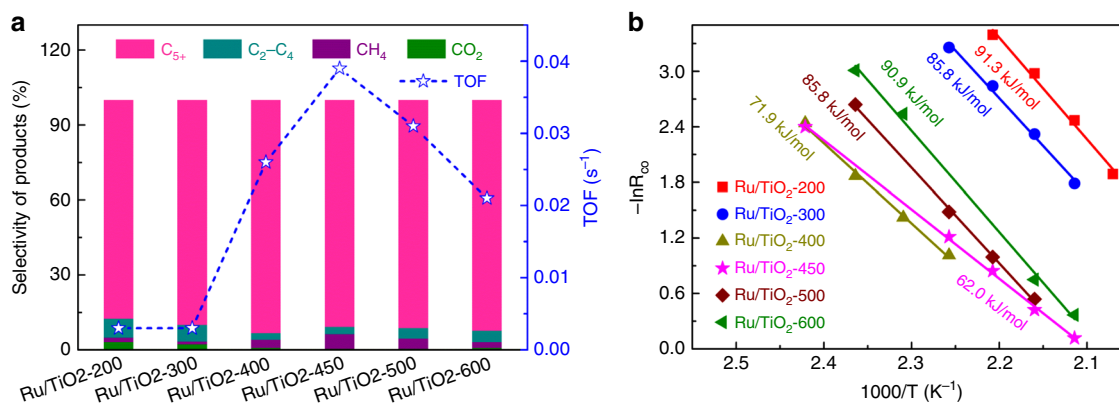 a
120
90
60
30
0
Selectivity of products (%)
C₅₊
C₂–C₄
CH₄
CO₂
TOF
0.04
0.03
0.02
0.01
0.00
TOF (s⁻¹)
Ru/TiO2-200
Ru/TiO2-300
Ru/TiO2-400
Ru/TiO2-450
Ru/TiO2-500
Ru/TiO2-600
b
3.0
2.4
1.8
1.2
0.6
0.0
–lnR_co
91.3 kJ/mol
85.8 kJ/mol
90.9 kJ/mol
85.8 kJ/mol
71.9 kJ/mol
62.0 kJ/mol
Ru/TiO₂-200
Ru/TiO₂-300
Ru/TiO₂-400
Ru/TiO₂-450
Ru/TiO₂-500
Ru/TiO₂-600
2.5
2.4
2.3
2.2
2.1
1000/T (K⁻¹)